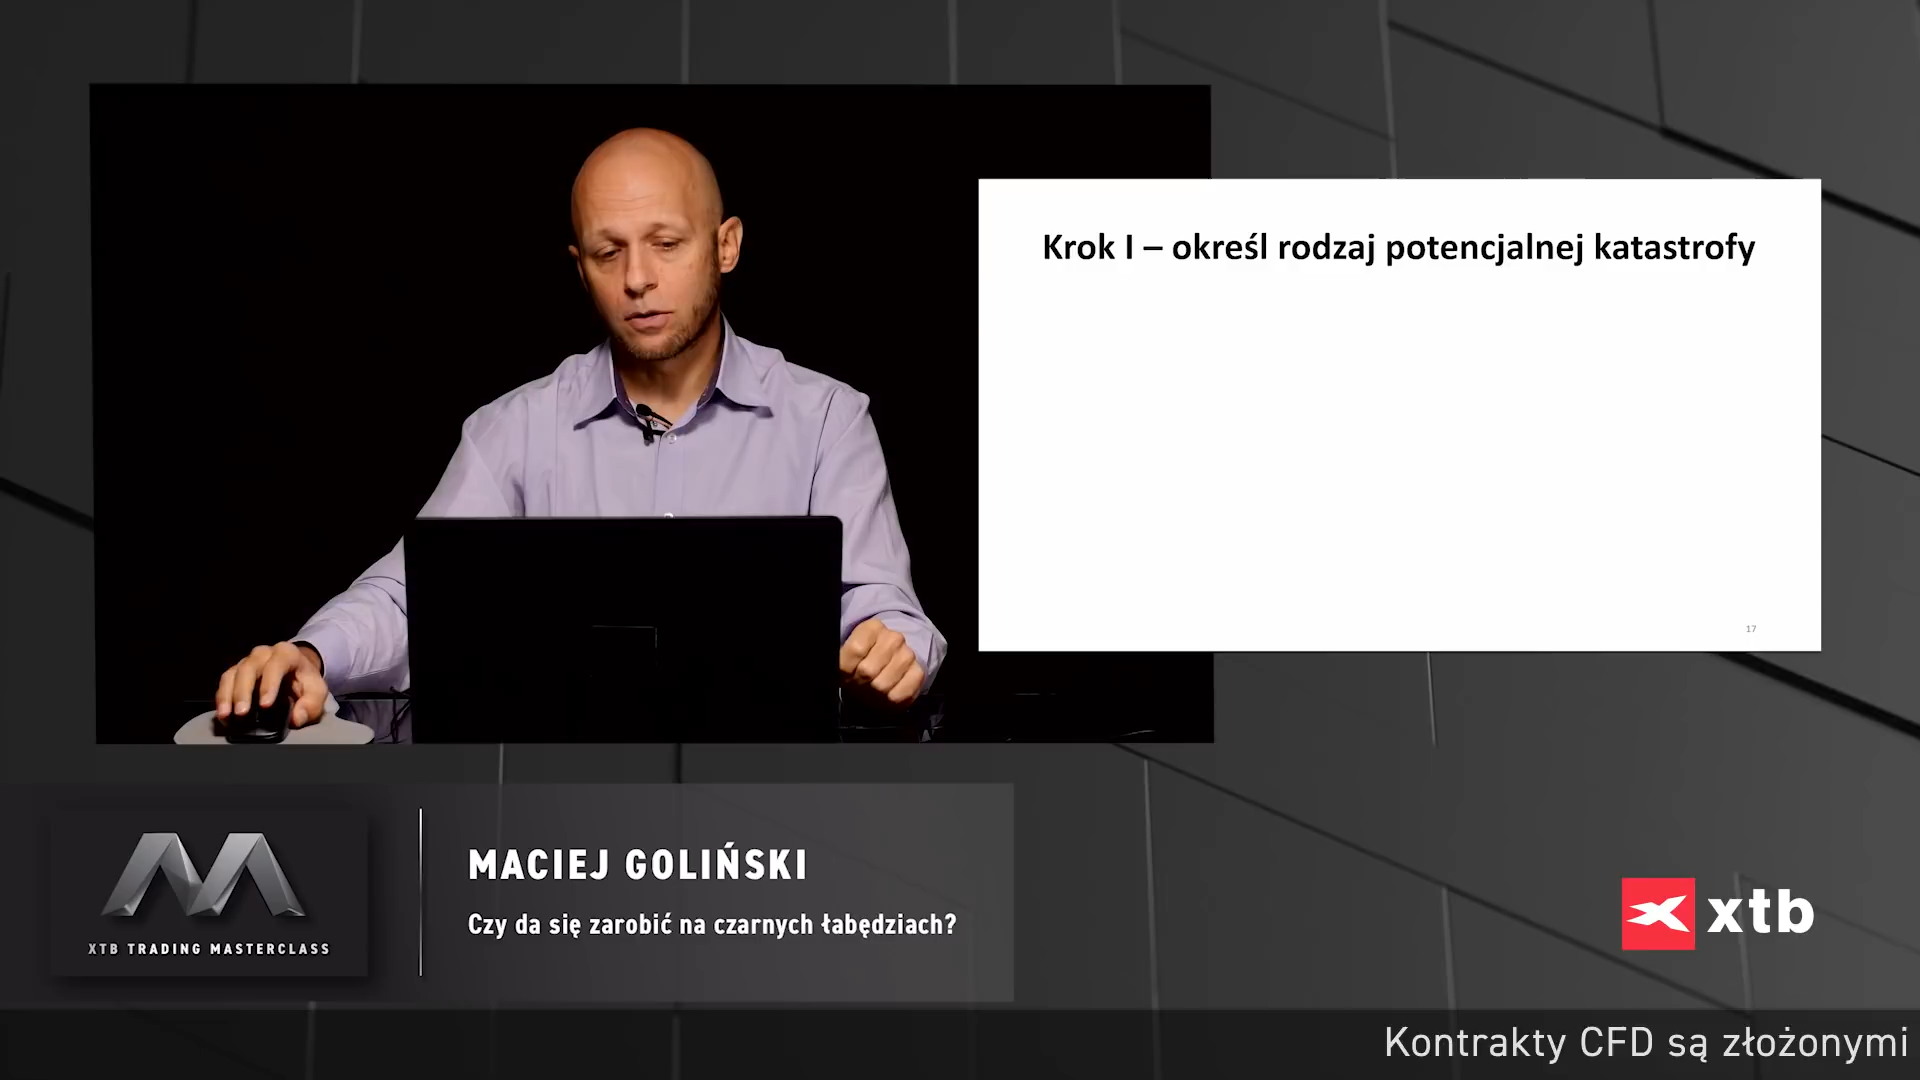 Krok I – określ rodzaj potencjalnej katastrofy
17
XTB TRADING MASTERCLASS
MACIEJ GOLIŃSKI
Czy da się zarobić na czarnych łabędziach?
xtb
Kontrakty CFD są złożonymi